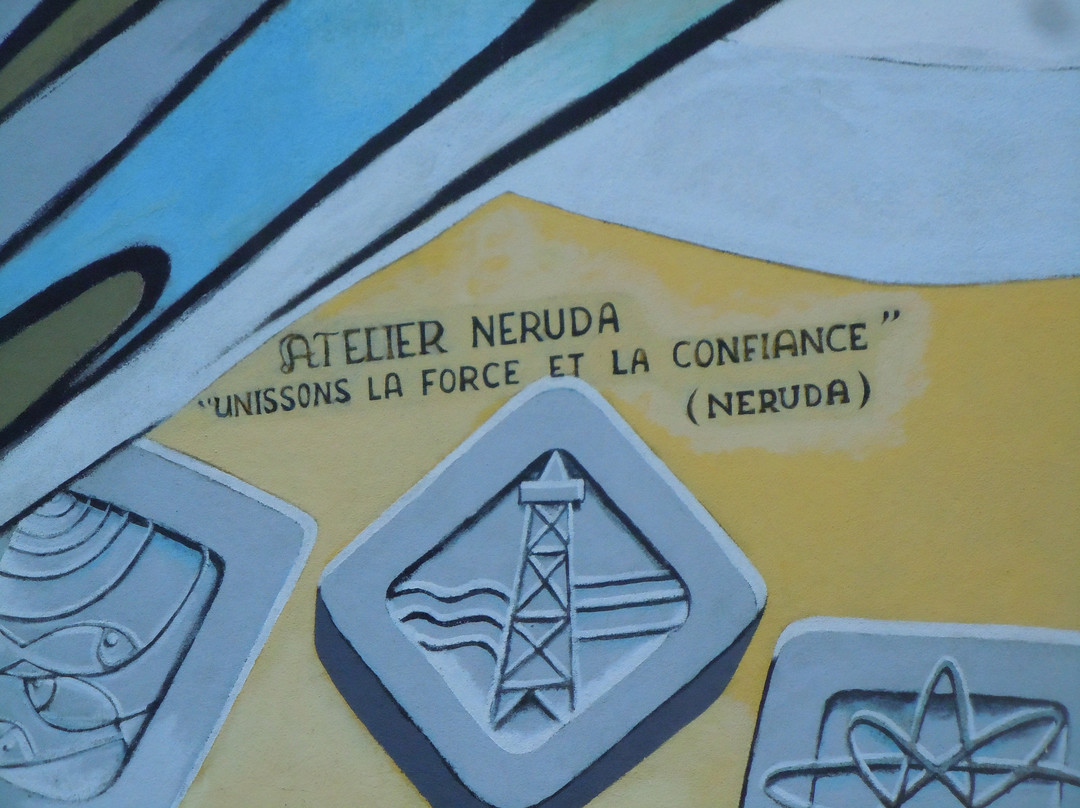 ATELIER NERUDA
"UNISSONS LA FORCE ET LA CONFIANCE"
(NERUDA)